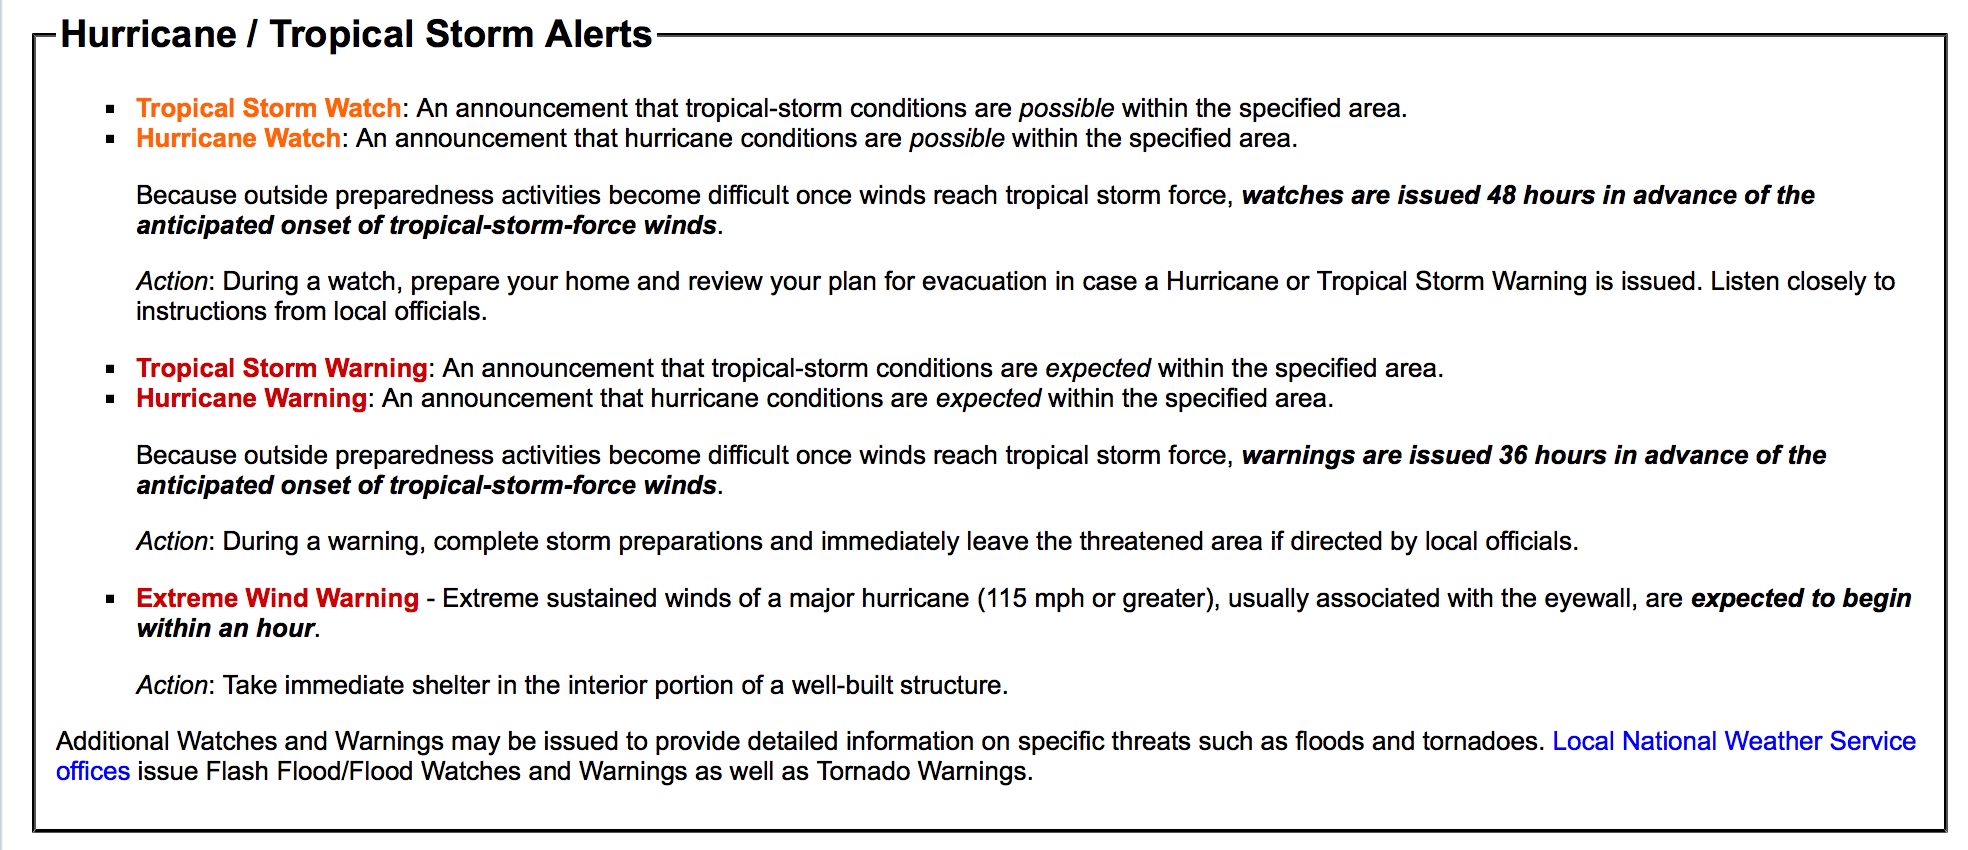 Hurricane / Tropical Storm Alerts
Tropical Storm Watch: An announcement that tropical-storm conditions are possible within the specified area.
Hurricane Watch: An announcement that hurricane conditions are possible within the specified area.
Because outside preparedness activities become difficult once winds reach tropical storm force, watches are issued 48 hours in advance of the
anticipated onset of tropical-storm-force winds.
Action: During a watch, prepare your home and review your plan for evacuation in case a Hurricane or Tropical Storm Warning is issued. Listen closely to
instructions from local officials.
Tropical Storm Warning: An announcement that tropical-storm conditions are expected within the specified area.
Hurricane Warning: An announcement that hurricane conditions are expected within the specified area.
Because outside preparedness activities become difficult once winds reach tropical storm force, warnings are issued 36 hours in advance of the
anticipated onset of tropical-storm-force winds.
Action: During a warning, complete storm preparations and immediately leave the threatened area if directed by local officials.
Extreme Wind Warning - Extreme sustained winds of a major hurricane (115 mph or greater), usually associated with the eyewall, are expected to begin
within an hour.
Action: Take immediate shelter in the interior portion of a well-built structure.
Additional Watches and Warnings may be issued to provide detailed information on specific threats such as floods and tornadoes. Local National Weather Service
offices issue Flash Flood/Flood Watches and Warnings as well as Tornado Warnings.